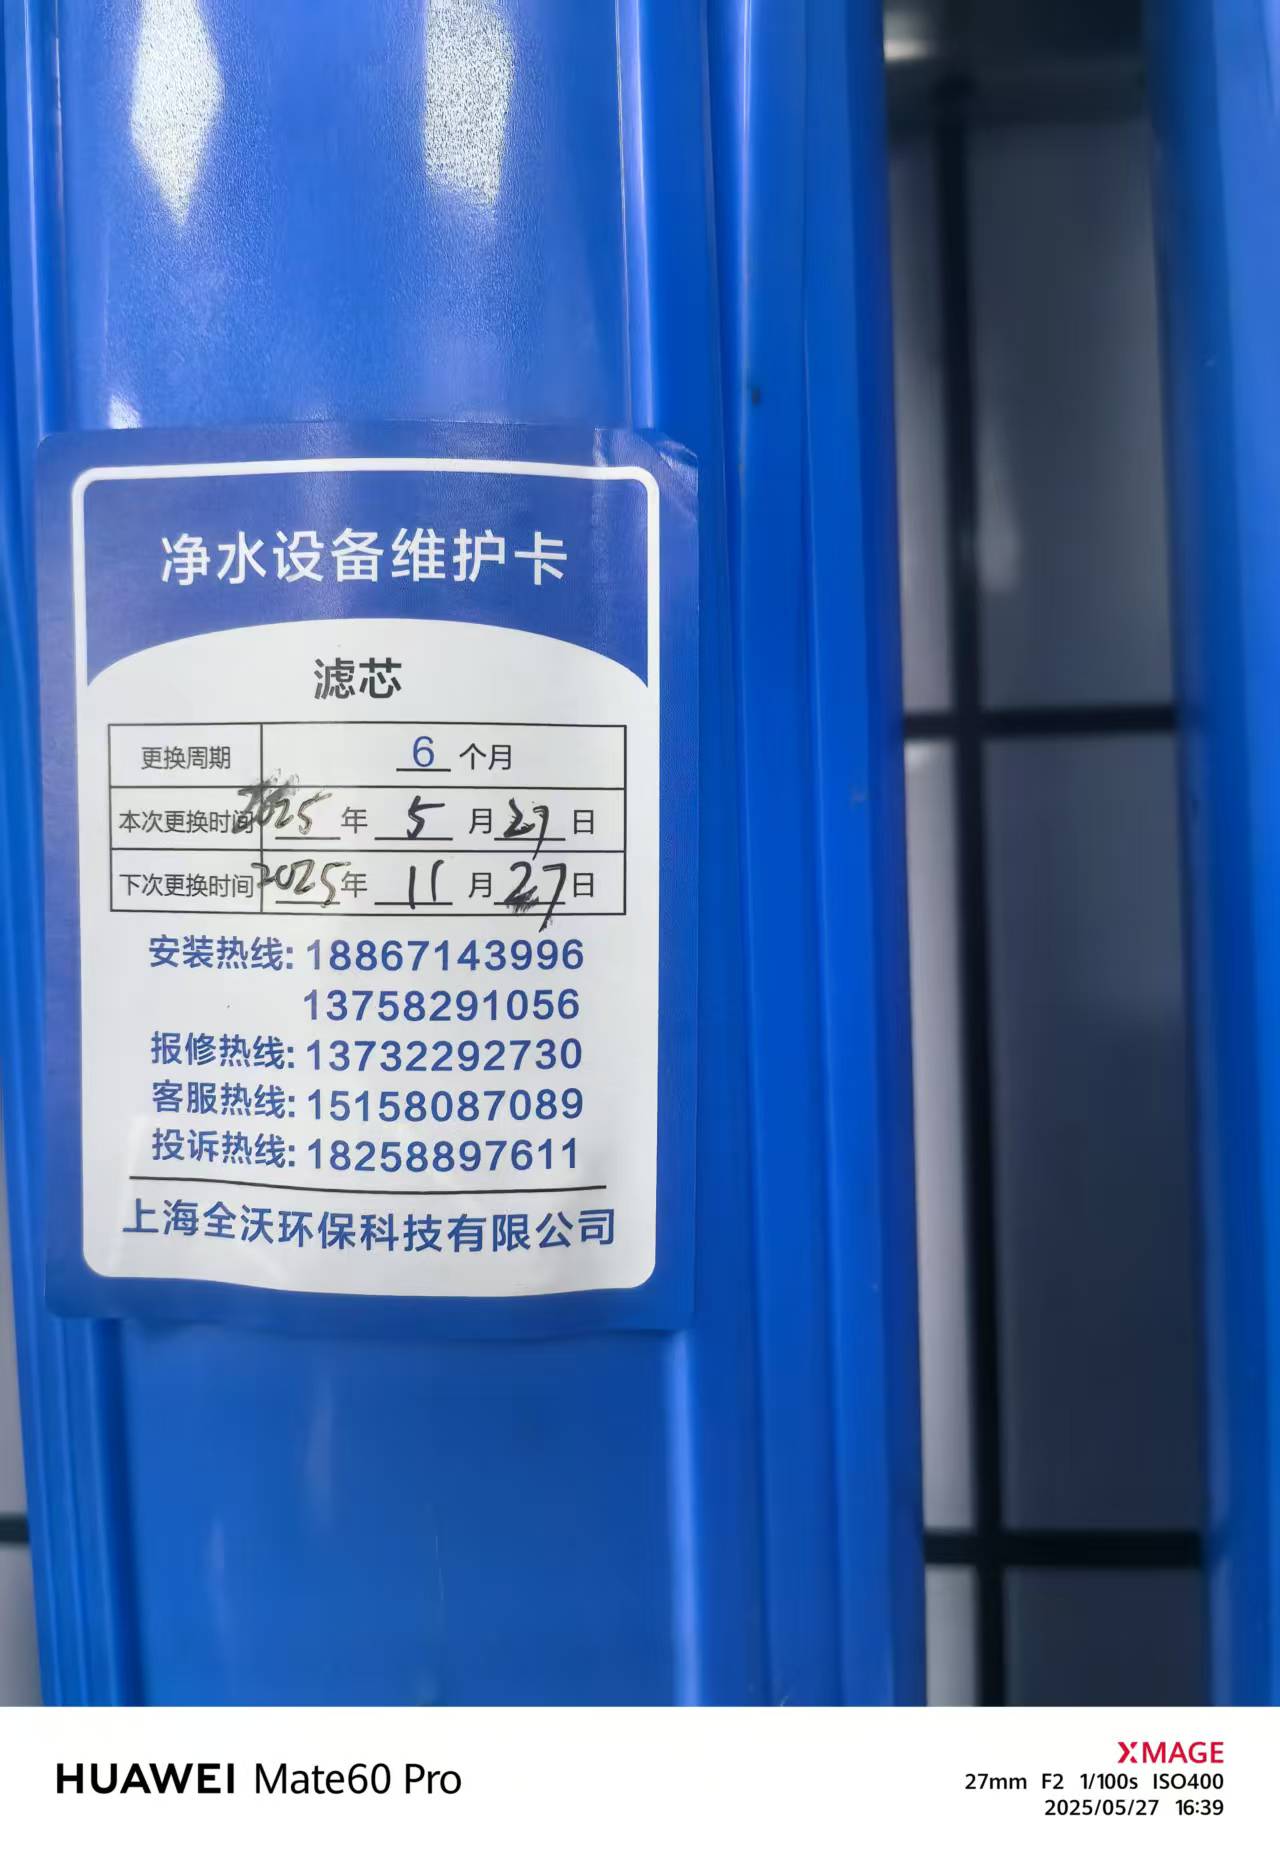 净水设备维护卡
滤芯
更换周期 6 个月
本次更换时间 2025 年 5 月 27 日
下次更换时间 2025 年 11 月 27 日
安装热线: 18867143996
13758291056
报修热线: 13732292730
客服热线: 15158087089
投诉热线: 18258897611
上海全沃环保科技有限公司
HUAWEI Mate60 Pro
XMAGE
27mm F2 1/100s ISO400
2025/05/27 16:39